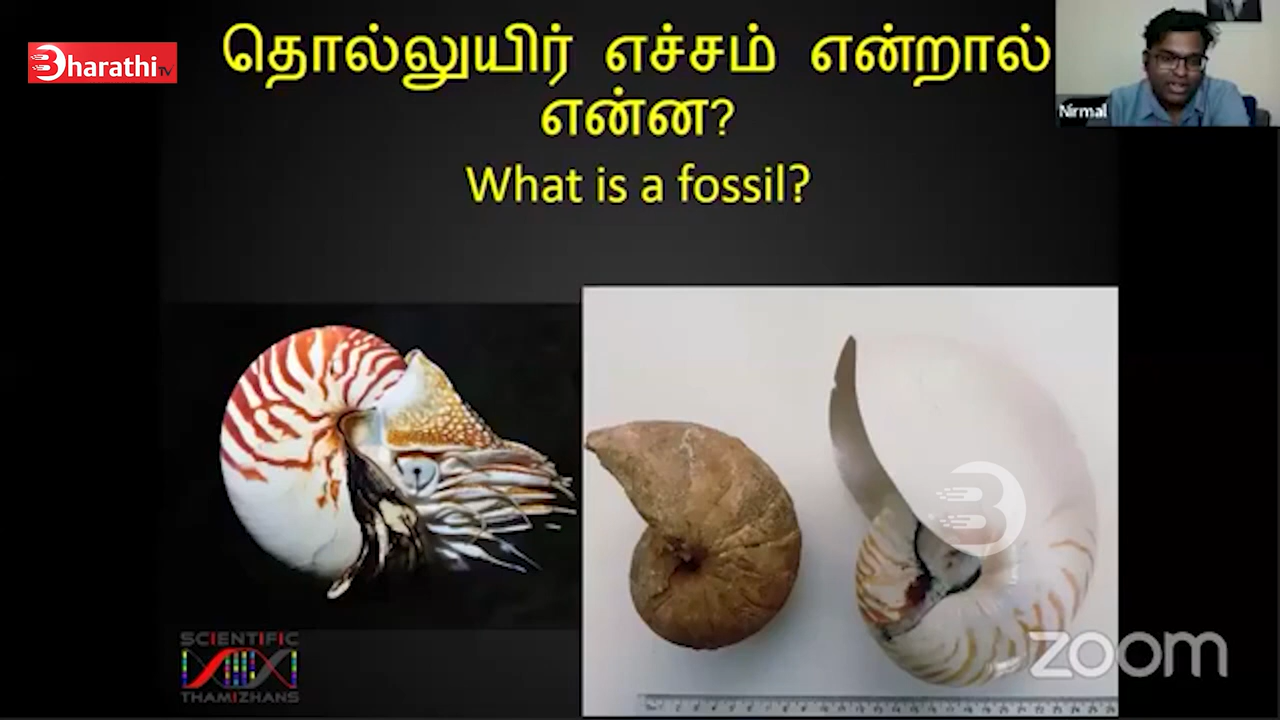 Bharathi TV
தொல்லுயிர் எச்சம் என்றால்
என்ன?
What is a fossil?
Nirmal
SCIENTIFIC
THAMIZHANS
B
zoom